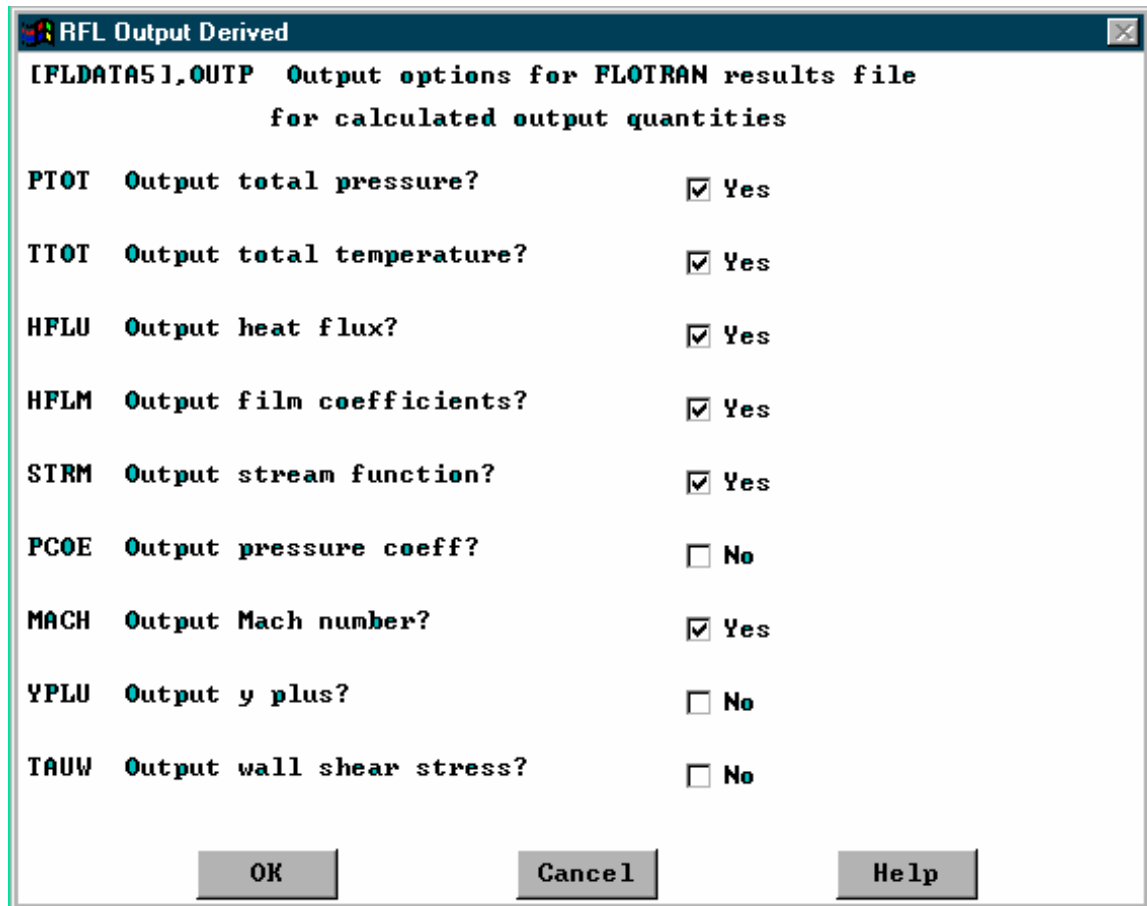 RFL Output Derived
[FLDATA5],OUTP Output options for FLOTRAN results file
for calculated output quantities
PTOT Output total pressure? Yes
TTOT Output total temperature? Yes
HFLU Output heat flux? Yes
HFLM Output film coefficients? Yes
STRM Output stream function? Yes
PCOE Output pressure coeff? No
MACH Output Mach number? Yes
YPLU Output y plus? No
TAUW Output wall shear stress? No
OK Cancel Help